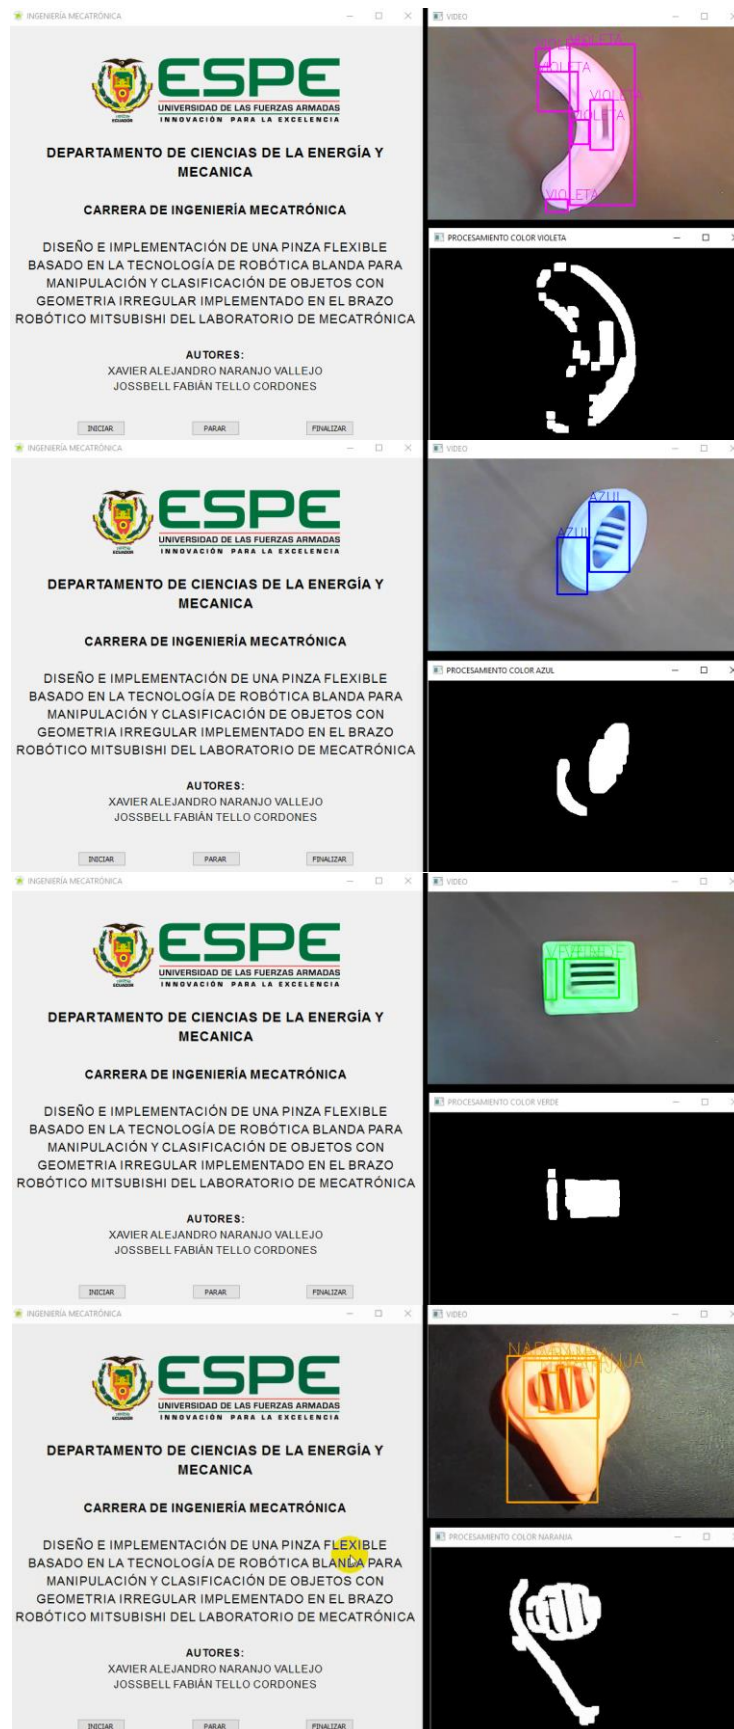 INGENIERÍA MECATRÓNICA
ESPE
UNIVERSIDAD DE LAS FUERZAS ARMADAS
INNOVACIÓN PARA LA EXCELENCIA
ECUADOR
DEPARTAMENTO DE CIENCIAS DE LA ENERGÍA Y
MECANICA
CARRERA DE INGENIERÍA MECATRÓNICA
DISEÑO E IMPLEMENTACIÓN DE UNA PINZA FLEXIBLE
BASADO EN LA TECNOLOGÍA DE ROBÓTICA BLANDA PARA
MANIPULACIÓN Y CLASIFICACIÓN DE OBJETOS CON
GEOMETRIA IRREGULAR IMPLEMENTADO EN EL BRAZO
ROBÓTICO MITSUBISHI DEL LABORATORIO DE MECATRÓNICA
AUTORES:
XAVIER ALEJANDRO NARANJO VALLEJO
JOSSBELL FABIÁN TELLO CORDONES
INICIAR PARAR FINALIZAR
VIDEO
VIOLETA
VIOLETA
VIOLETA
VIOLETA
VIOLETA
PROCESAMIENTO COLOR VIOLETA
INGENIERÍA MECATRÓNICA
ESPE
UNIVERSIDAD DE LAS FUERZAS ARMADAS
INNOVACIÓN PARA LA EXCELENCIA
ECUADOR
DEPARTAMENTO DE CIENCIAS DE LA ENERGÍA Y
MECANICA
CARRERA DE INGENIERÍA MECATRÓNICA
DISEÑO E IMPLEMENTACIÓN DE UNA PINZA FLEXIBLE
BASADO EN LA TECNOLOGÍA DE ROBÓTICA BLANDA PARA
MANIPULACIÓN Y CLASIFICACIÓN DE OBJETOS CON
GEOMETRIA IRREGULAR IMPLEMENTADO EN EL BRAZO
ROBÓTICO MITSUBISHI DEL LABORATORIO DE MECATRÓNICA
AUTORES:
XAVIER ALEJANDRO NARANJO VALLEJO
JOSSBELL FABIÁN TELLO CORDONES
INICIAR PARAR FINALIZAR
VIDEO
AZUL
AZUL
PROCESAMIENTO COLOR AZUL
INGENIERÍA MECATRÓNICA
ESPE
UNIVERSIDAD DE LAS FUERZAS ARMADAS
INNOVACIÓN PARA LA EXCELENCIA
ECUADOR
DEPARTAMENTO DE CIENCIAS DE LA ENERGÍA Y
MECANICA
CARRERA DE INGENIERÍA MECATRÓNICA
DISEÑO E IMPLEMENTACIÓN DE UNA PINZA FLEXIBLE
BASADO EN LA TECNOLOGÍA DE ROBÓTICA BLANDA PARA
MANIPULACIÓN Y CLASIFICACIÓN DE OBJETOS CON
GEOMETRIA IRREGULAR IMPLEMENTADO EN EL BRAZO
ROBÓTICO MITSUBISHI DEL LABORATORIO DE MECATRÓNICA
AUTORES:
XAVIER ALEJANDRO NARANJO VALLEJO
JOSSBELL FABIÁN TELLO CORDONES
INICIAR PARAR FINALIZAR
VIDEO
VERDE
PROCESAMIENTO COLOR VERDE
INGENIERÍA MECATRÓNICA
ESPE
UNIVERSIDAD DE LAS FUERZAS ARMADAS
INNOVACIÓN PARA LA EXCELENCIA
ECUADOR
DEPARTAMENTO DE CIENCIAS DE LA ENERGÍA Y
MECANICA
CARRERA DE INGENIERÍA MECATRÓNICA
DISEÑO E IMPLEMENTACIÓN DE UNA PINZA FLEXIBLE
BASADO EN LA TECNOLOGÍA DE ROBÓTICA BLANDA PARA
MANIPULACIÓN Y CLASIFICACIÓN DE OBJETOS CON
GEOMETRIA IRREGULAR IMPLEMENTADO EN EL BRAZO
ROBÓTICO MITSUBISHI DEL LABORATORIO DE MECATRÓNICA
AUTORES:
XAVIER ALEJANDRO NARANJO VALLEJO
JOSSBELL FABIÁN TELLO CORDONES
INICIAR PARAR FINALIZAR
VIDEO
NARANJA
NARANJA
PROCESAMIENTO COLOR NARANJA